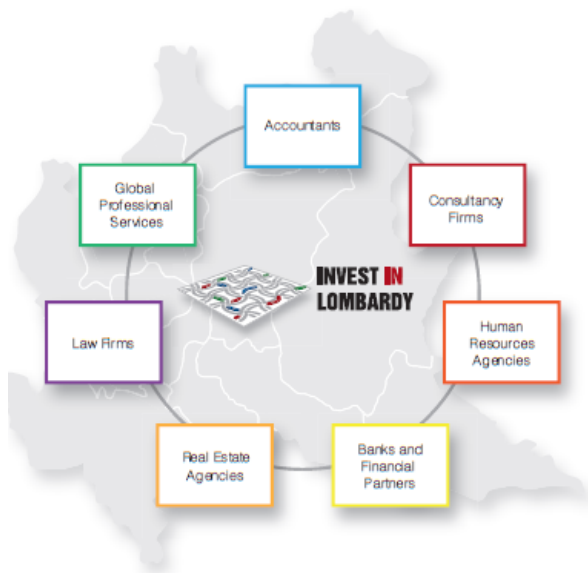 Accountants
Global
Professional
Services
Consultancy
Firms
INVEST IN
LOMBARDY
Law Firms
Human
Resources
Agencies
Real Estate
Agencies
Banks and
Financial
Partners